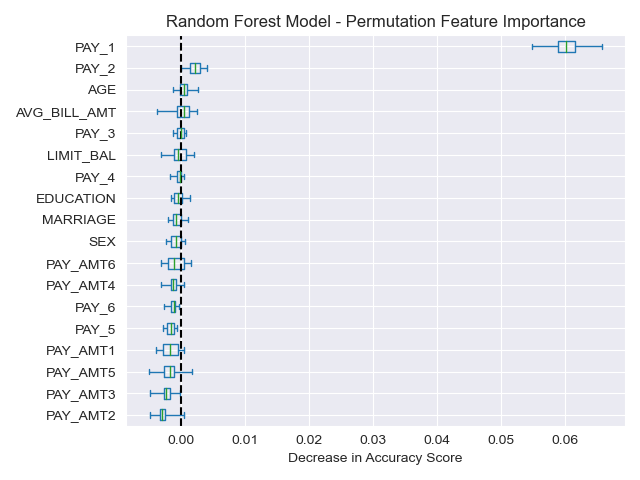 Random Forest Model - Permutation Feature Importance
PAY_1
PAY_2
AGE
AVG_BILL_AMT
PAY_3
LIMIT_BAL
PAY_4
EDUCATION
MARRIAGE
SEX
PAY_AMT6
PAY_AMT4
PAY_6
PAY_5
PAY_AMT1
PAY_AMT5
PAY_AMT3
PAY_AMT2
0.00 0.01 0.02 0.03 0.04 0.05 0.06
Decrease in Accuracy Score